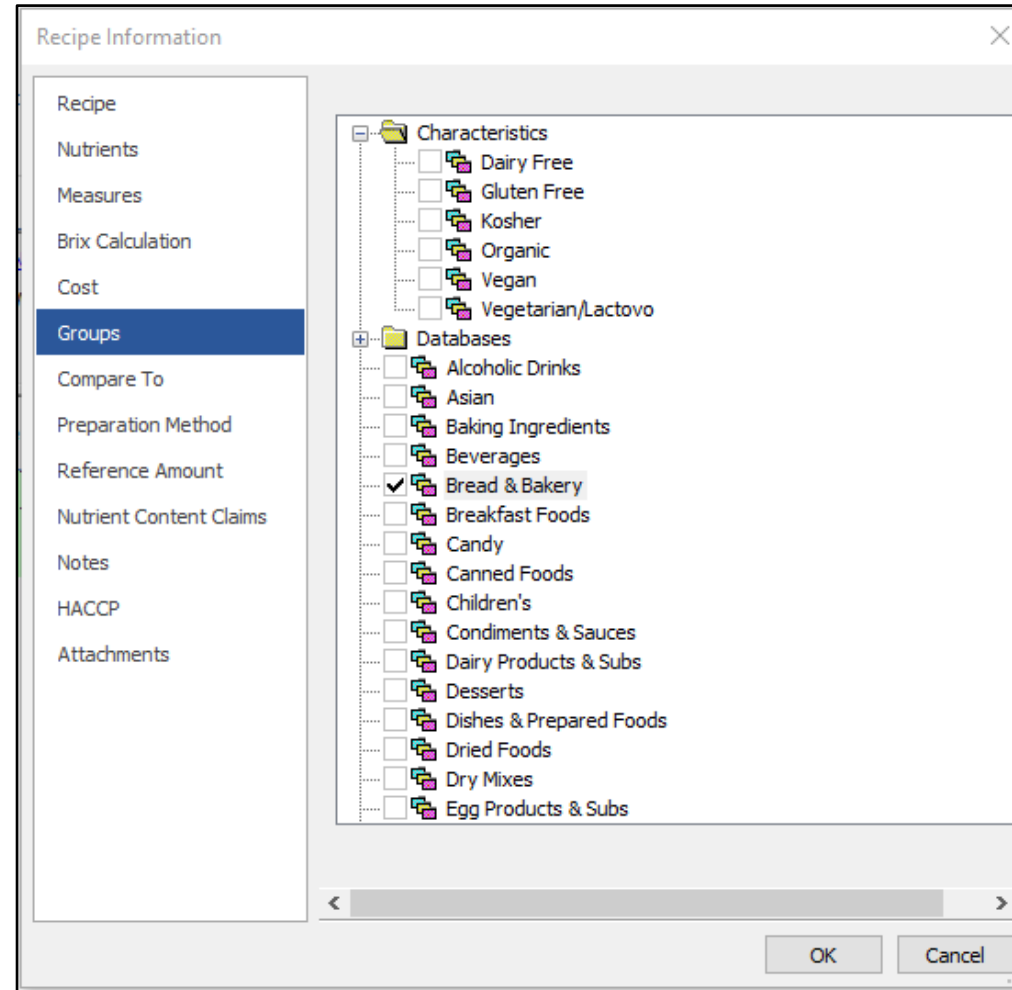 Recipe Information
Recipe
Nutrients
Measures
Brix Calculation
Cost
Groups
Compare To
Preparation Method
Reference Amount
Nutrient Content Claims
Notes
HACCP
Attachments
Characteristics
Dairy Free
Gluten Free
Kosher
Organic
Vegan
Vegetarian/Lactovo
Databases
Alcoholic Drinks
Asian
Baking Ingredients
Beverages
Bread & Bakery
Breakfast Foods
Candy
Canned Foods
Children's
Condiments & Sauces
Dairy Products & Subs
Desserts
Dishes & Prepared Foods
Dried Foods
Dry Mixes
Egg Products & Subs
OK
Cancel